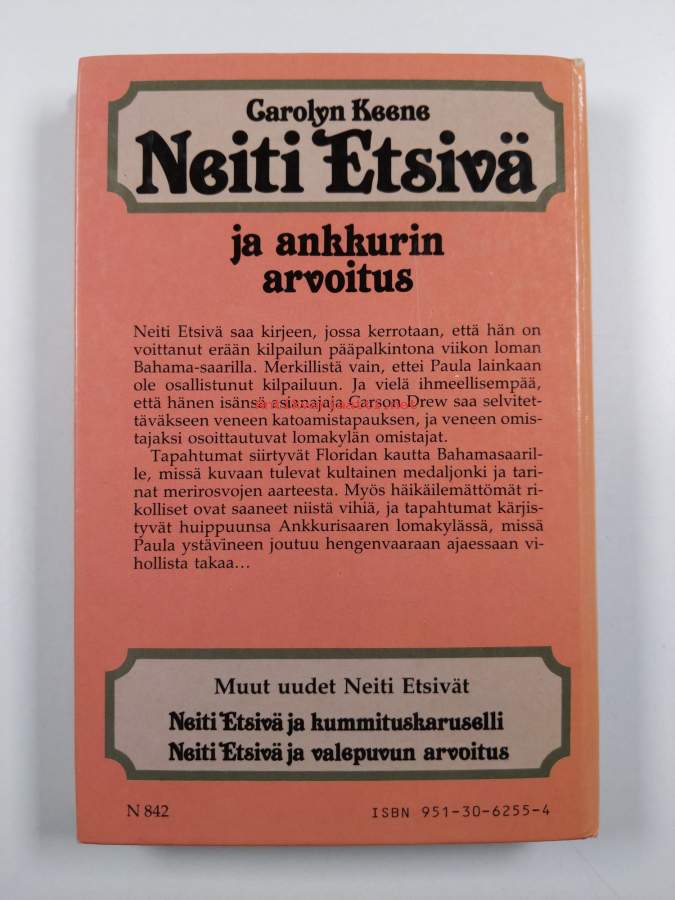 Carolyn Keene
Neiti Etsivä
ja ankkurin
arvoitus
Neiti Etsivä saa kirjeen, jossa kerrotaan, että hän on
voittanut erään kilpailun pääpalkintona viikon loman
Bahama-saarilla. Merkillistä vain, ettei Paula lainkaan
ole osallistunut kilpailuun. Ja vielä ihmeellisempää,
että hänen isänsä asianajaja Carson Drew saa selvitet-
täväkseen veneen katoamistapauksen, ja veneen omis-
tajaksi osoittautuvat lomakylän omistajat.
Tapahtumat siirtyvät Floridan kautta Bahamasaaril-
le, missä kuvaan tulevat kultainen medaljonki ja tari-
nat merirosvojen aarteesta. Myös häikäilemättömät ri-
kolliset ovat saaneet niistä vihiä, ja tapahtumat kärjis-
tyvät huippuunsa Ankkurisaaren lomakylässä, missä
Paula ystävineen joutuu hengenvaaraan ajaessaan vi-
hollista takaa...
Muut uudet Neiti Etsivät
Neiti Etsivä ja kummituskaruselli
Neiti Etsivä ja valepuvun arvoitus
N 842
ISBN 951-30-6255-4